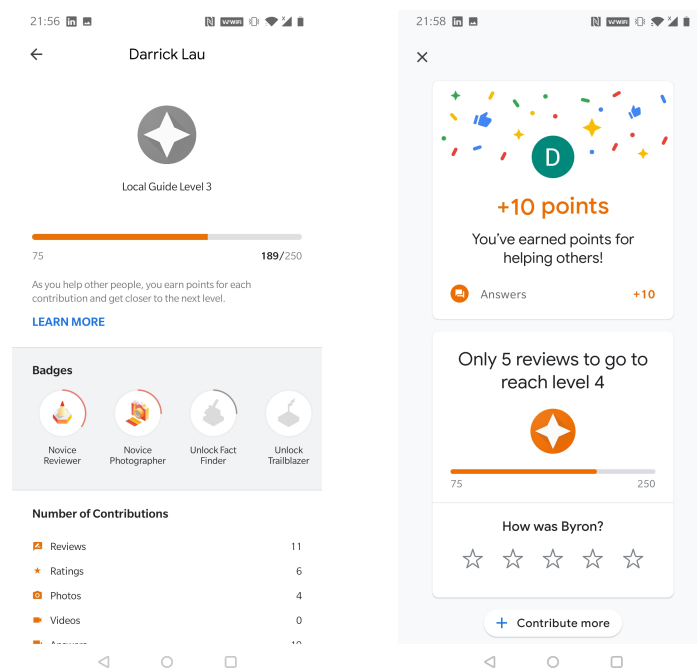 21:56
VoWiFi
Darrick Lau
Local Guide Level 3
75
189/250
As you help other people, you earn points for each
contribution and get closer to the next level.
LEARN MORE
Badges
Novice
Reviewer
Novice
Photographer
Unlock Fact
Finder
Unlock
Trailblazer
Number of Contributions
Reviews 11
Ratings 6
Photos 4
Videos 0
Answers 10
21:58
VoWiFi
D
+10 points
You've earned points for
helping others!
Answers +10
Only 5 reviews to go to
reach level 4
75 250
How was Byron?
+ Contribute more